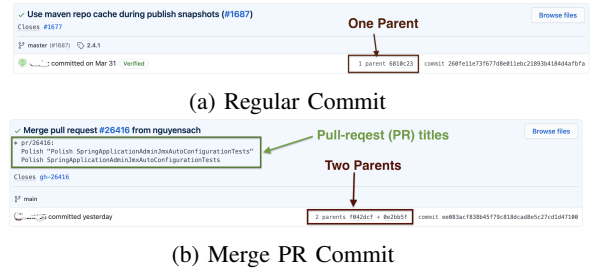 Use maven repo cache during publish snapshots (#1687)
Browse files
Closes #1677
One Parent
master (#1687) 2.4.1
committed on Mar 31 Verified
1 parent 6810c23 commit 260fe11e73f677d8e011ebc21893b4184d4afbfa
(a) Regular Commit
Merge pull request #26416 from nguyensach
Browse files
* pr/26416:
Polish "Polish SpringApplicationAdminJmxAutoConfigurationTests"
Polish SpringApplicationAdminJmxAutoConfigurationTests
Pull-reqest (PR) titles
Closes gh-26416
Two Parents
main
committed yesterday
2 parents f042dcf + 0e2bb5f commit ee083acf838b45f79c818dcad8e5c27cd1d47100
(b) Merge PR Commit